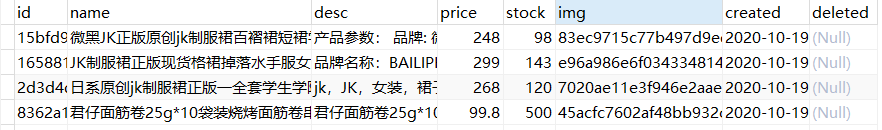 id name desc price stock img created deleted
15bfd9 微黑JK正版原创jk制服裙百褶裙短裙 产品参数： 品牌: 微 248 98 83ec9715c77b497d9e 2020-10-19 (Null)
165881 JK制服裙正版现货格裙掉落水手服女 品牌名称：BAILIPI 299 143 e96a986e6f034334814 2020-10-19 (Null)
2d3d4 日系原创jk制服裙正版一全套学生学 jk，JK，女装，裙子 268 120 7020ae11e3f946e2aae 2020-10-19 (Null)
8362a1 君仔面筋卷25g*10袋装烧烤面筋卷串 君仔面筋卷25g*10 99.8 500 45acfc7602af48bb932 2020-10-19 (Null)